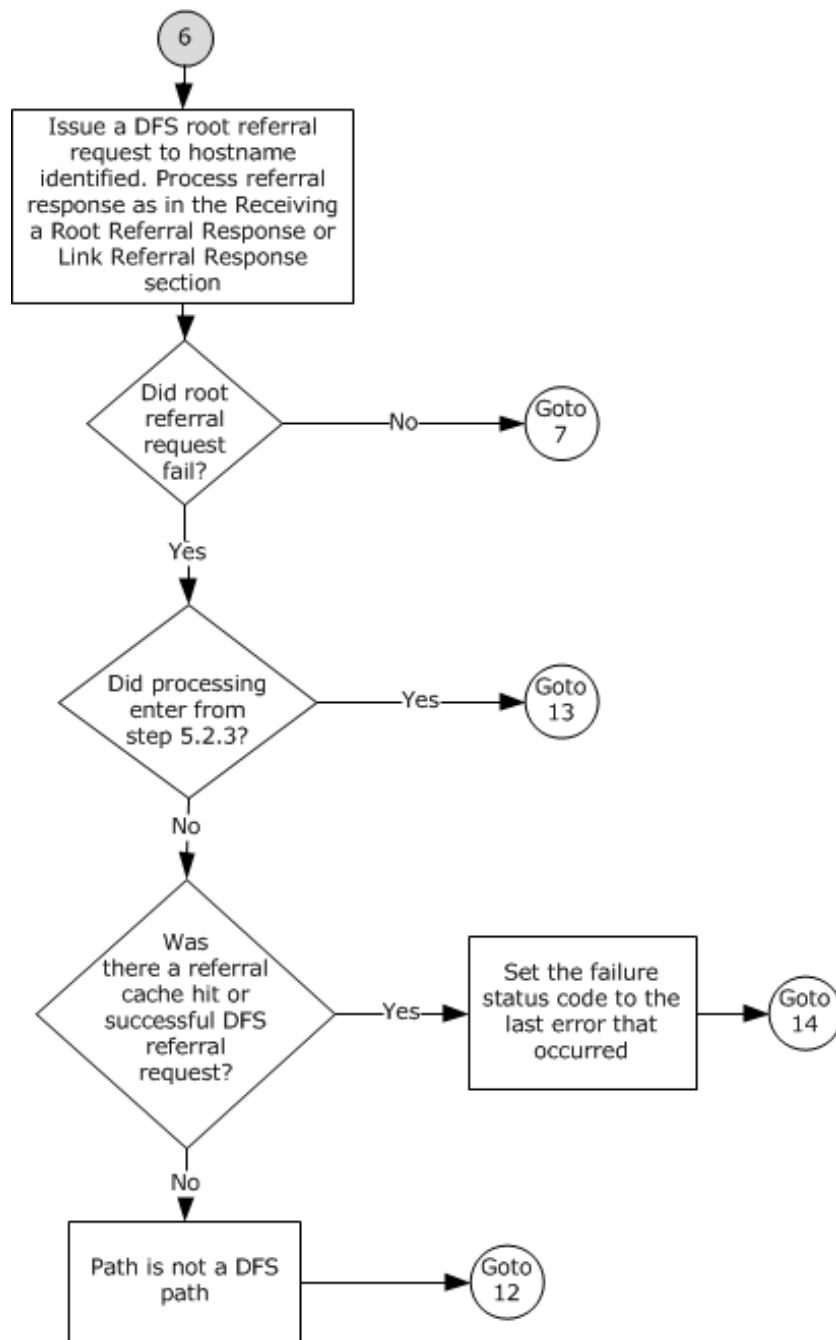 6
Issue a DFS root referral
request to hostname
identified. Process referral
response as in the Receiving
a Root Referral Response or
Link Referral Response
section
Did root
referral
request
fail?
No
Goto
7
Yes
Did processing
enter from
step 5.2.3?
Yes
Goto
13
No
Was
there a referral
cache hit or
successful DFS
referral
request?
Yes
Set the failure
status code to the
last error that
occurred
Goto
14
No
Path is not a DFS
path
Goto
12